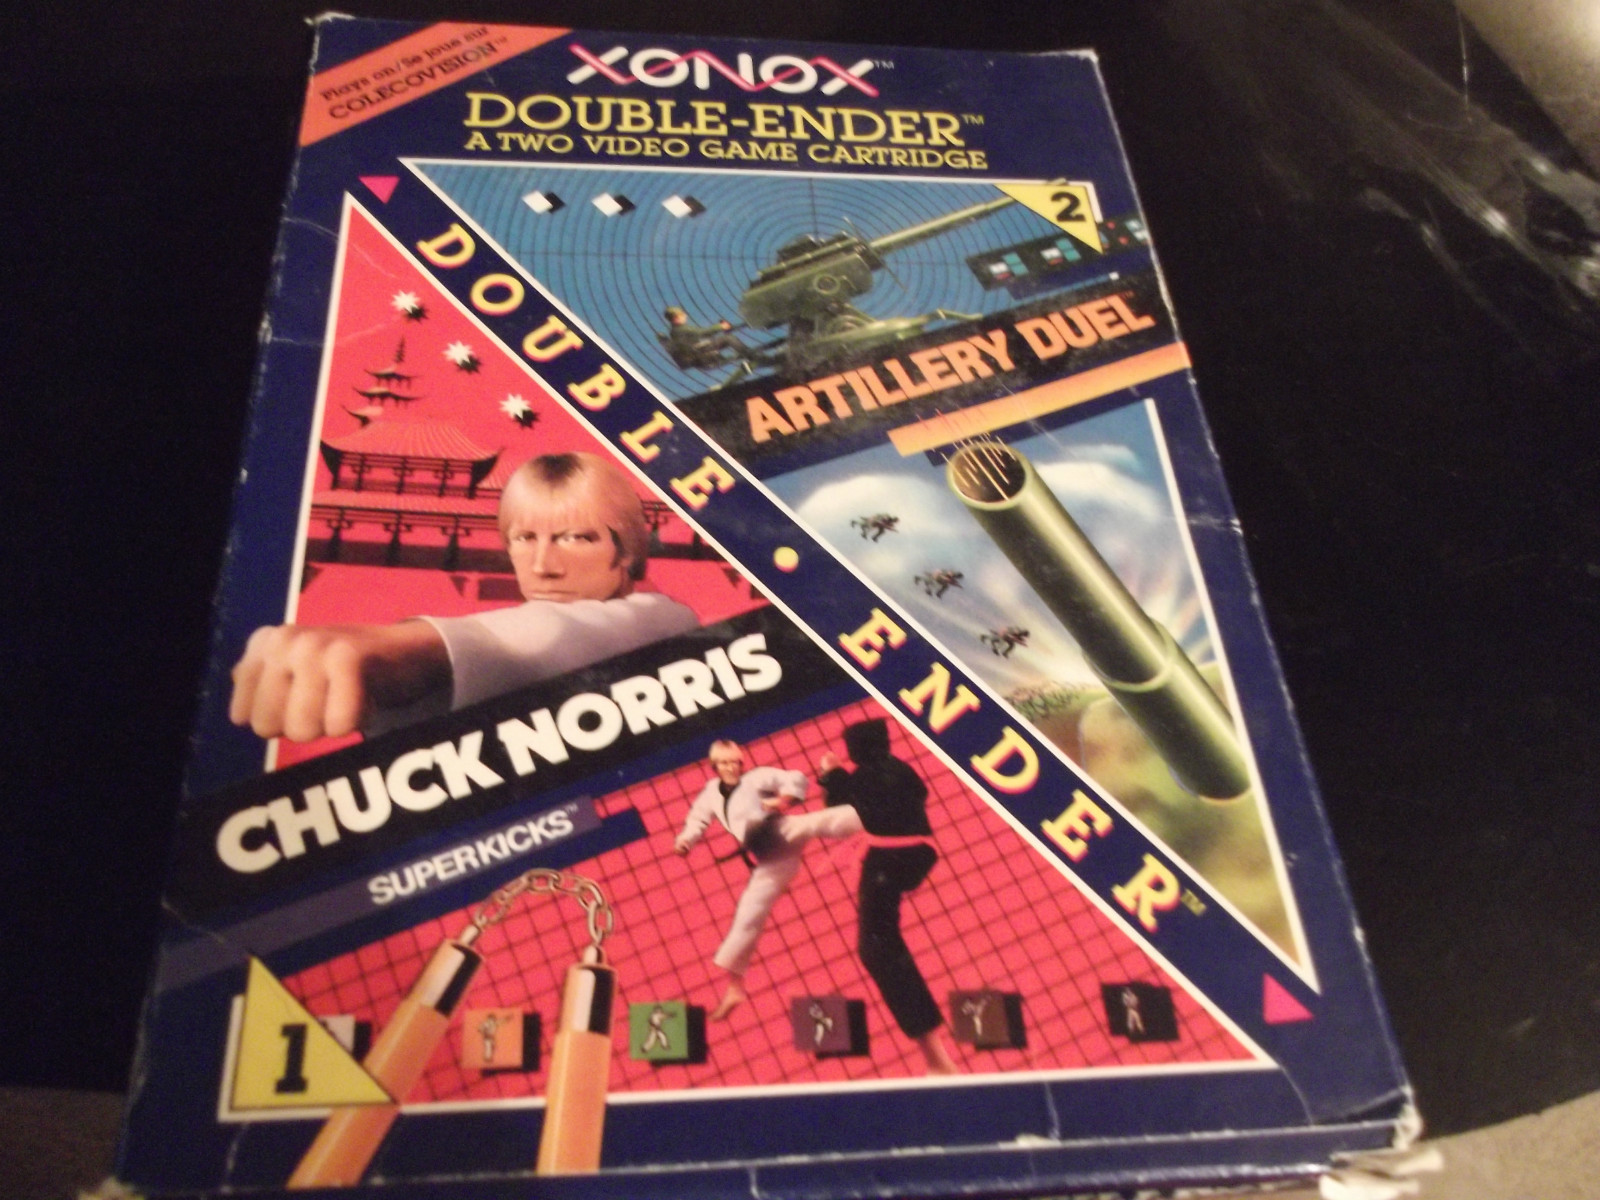 Plays on/Se joue sur
COLECOVISION™
XONOX™
DOUBLE-ENDER™
A TWO VIDEO GAME CARTRIDGE
2
ARTILLERY DUEL
DOUBLE • ENDER™
CHUCK NORRIS
SUPERKICKS™
1